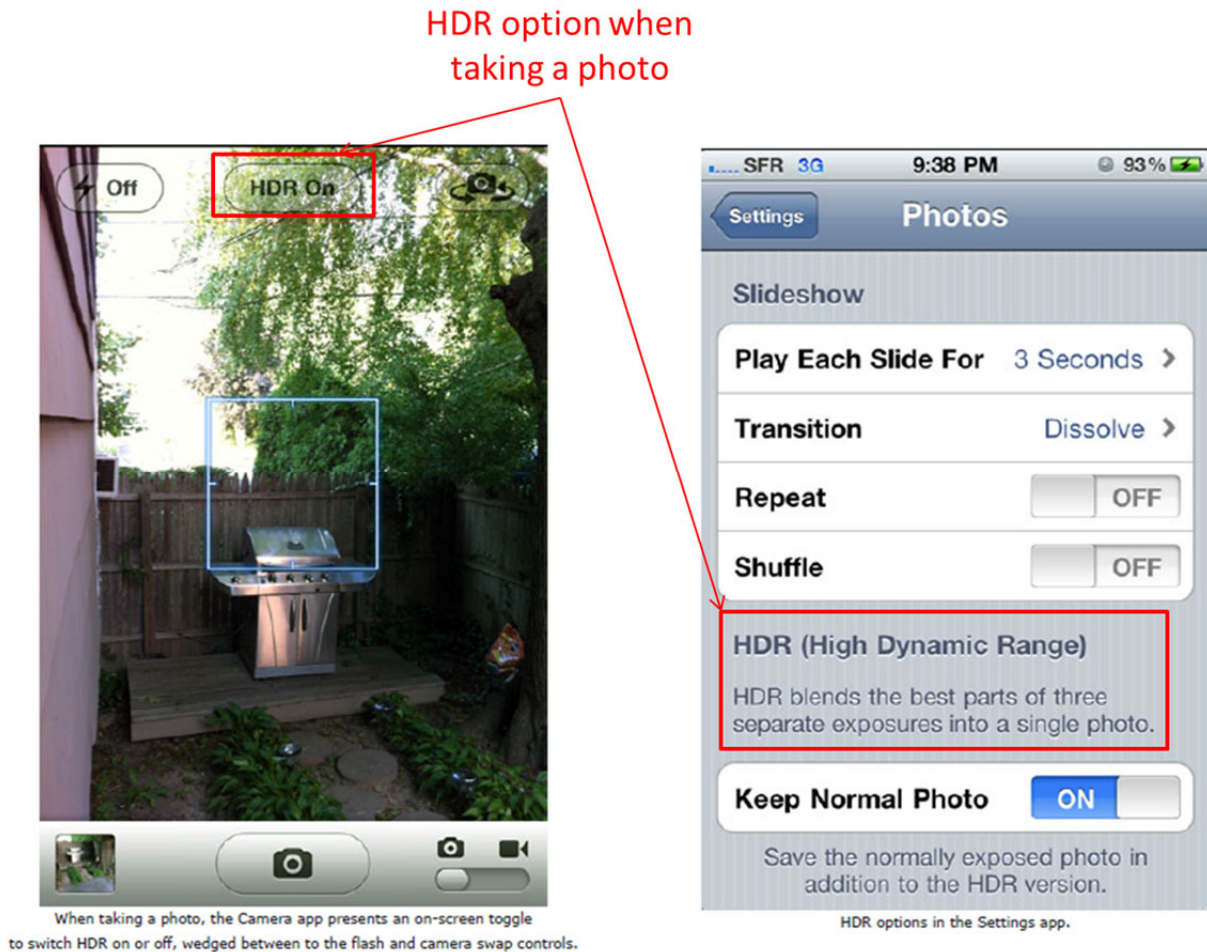 HDR option when
taking a photo
Off
HDR On
When taking a photo, the Camera app presents an on-screen toggle
to switch HDR on or off, wedged between to the flash and camera swap controls.
SFR 3G 9:38 PM 93%
Settings Photos
Slideshow
Play Each Slide For 3 Seconds >
Transition Dissolve >
Repeat OFF
Shuffle OFF
HDR (High Dynamic Range)
HDR blends the best parts of three
separate exposures into a single photo.
Keep Normal Photo ON
Save the normally exposed photo in
addition to the HDR version.
HDR options in the Settings app.